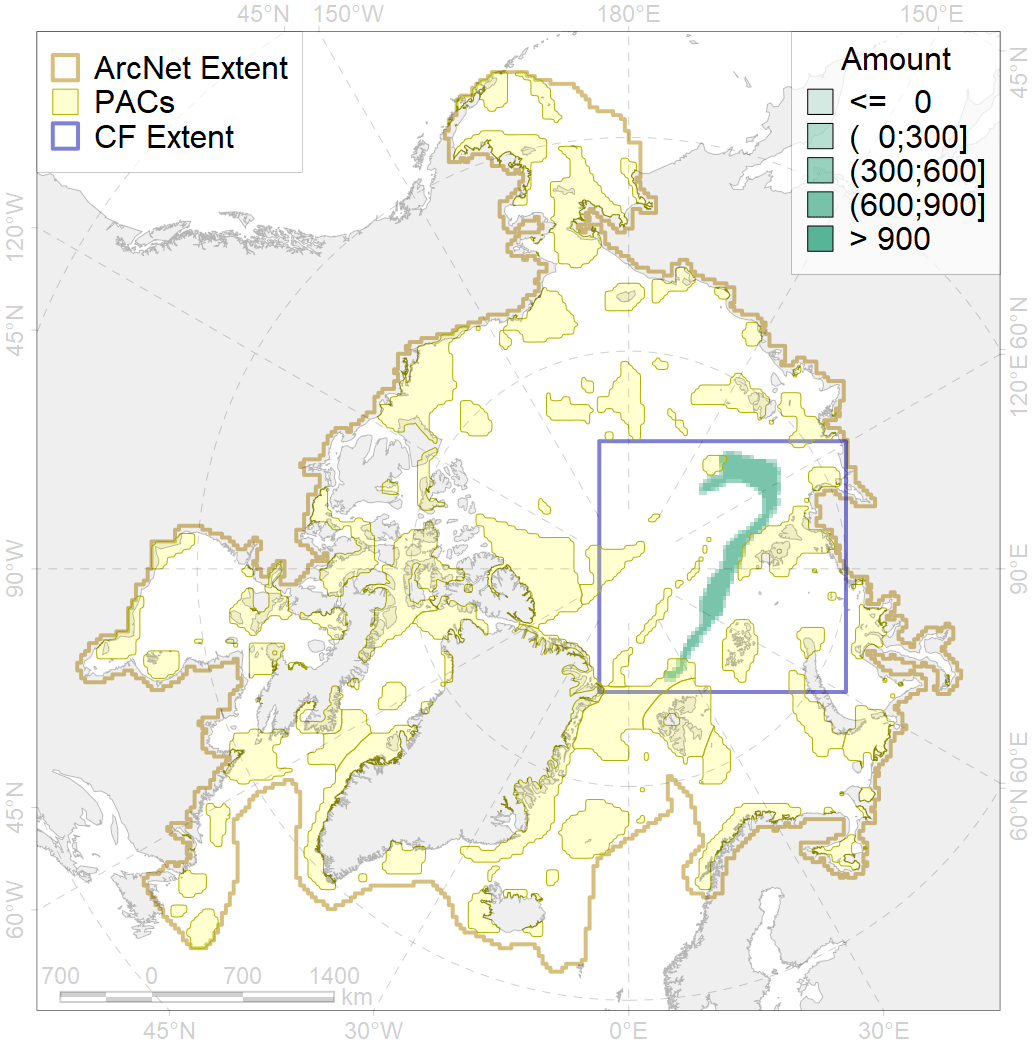 45°N 150°W 180°E 150°E
ArcNet Extent
PACs
CF Extent
Amount
<= 0
( 0;300]
(300;600]
(600;900]
> 900
45°N
120°W
60°N
45°N
120°E
90°W
90°E
60°E
45°N
60°N
60°W
700 0 700 1400
km
45°N 30°W 0°E 30°E